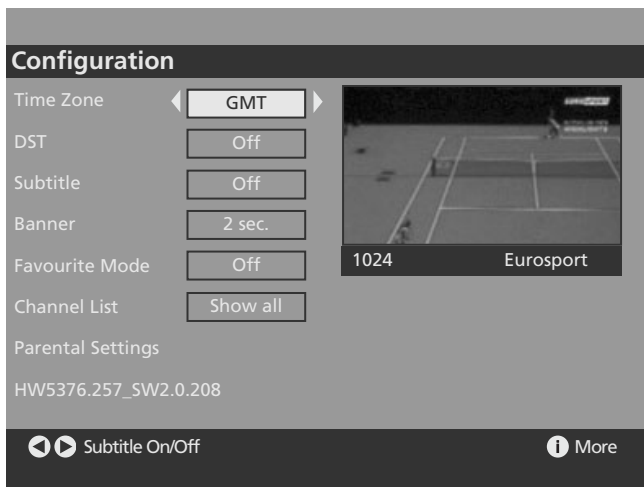 Configuration
Time Zone GMT
DST Off
Subtitle Off
Banner 2 sec.
Favourite Mode Off
Channel List Show all
Parental Settings
HW5376.257_SW2.0.208
1024 Eurosport
Subtitle On/Off
i More